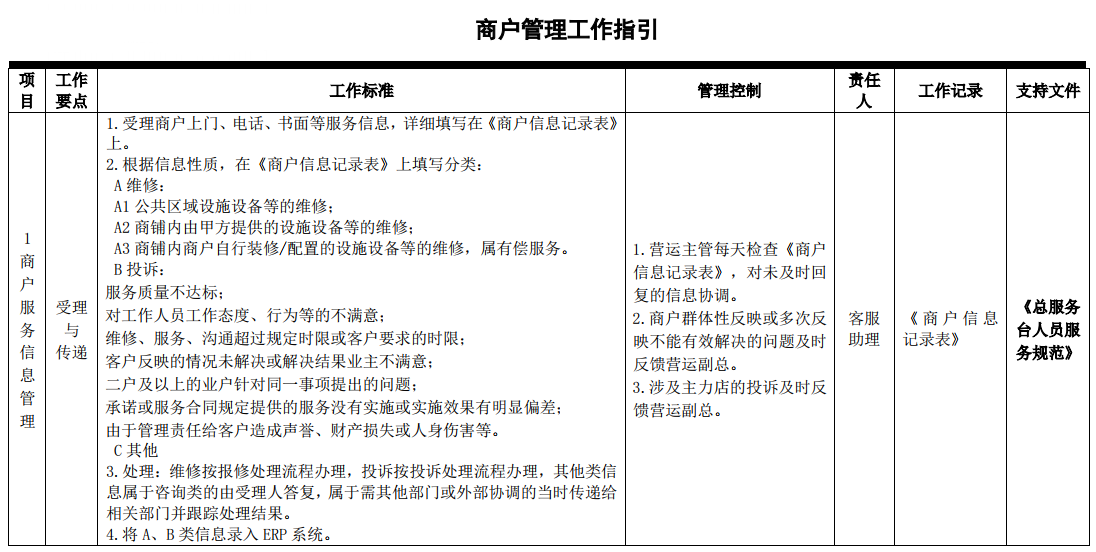 商户管理工作指引
项目
工作要点
工作标准
管理控制
责任人
工作记录
支持文件
1商户服务信息管理
受理与传递
1.受理商户上门、电话、书面等服务信息，详细填写在《商户信息记录表》
上。
2.根据信息性质，在《商户信息记录表》上填写分类：
A维修：
A1公共区域设施设备等的维修；
A2商铺内由甲方提供的设施设备等的维修；
A3商铺内商户自行装修/配置的设施设备等的维修，属有偿服务。
B投诉：
服务质量不达标；
对工作人员工作态度、行为等的不满意；
维修、服务、沟通超过规定时限或客户要求的时限；
客户反映的情况未解决或解决结果业主不满意；
二户及以上的业户针对同一事项提出的问题；
承诺或服务合同规定提供的服务没有实施或实施效果有明显偏差；
由于管理责任给客户造成声誉、财产损失或人身伤害等。
C其他
3.处理：维修按报修处理流程办理，投诉按投诉处理流程办理，其他类信
息属于咨询类的由受理人答复，属于需其他部门或外部协调的当时传递给
相关部门并跟踪处理结果。
4.将A、B类信息录入ERP系统。
1.营运主管每天检查《商户
信息记录表》，对未及时回
复的信息协调。
2.商户群体性反映或多次反
映不能有效解决的问题及时
反馈营运副总。
3.涉及主力店的投诉及时反
馈营运副总。
客服
助理
《商户信息
记录表》
《总服务
台人员服
务规范》